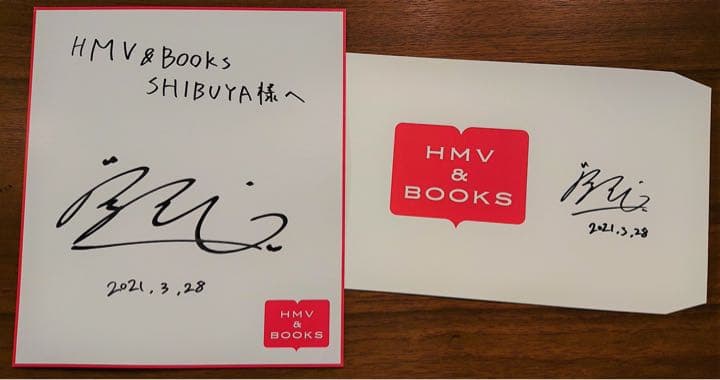 HMV & BOOKS
SHIBUYA様へ
2021.3.28
HMV
&
BOOKS
HMV
&
BOOKS
2021.3.28